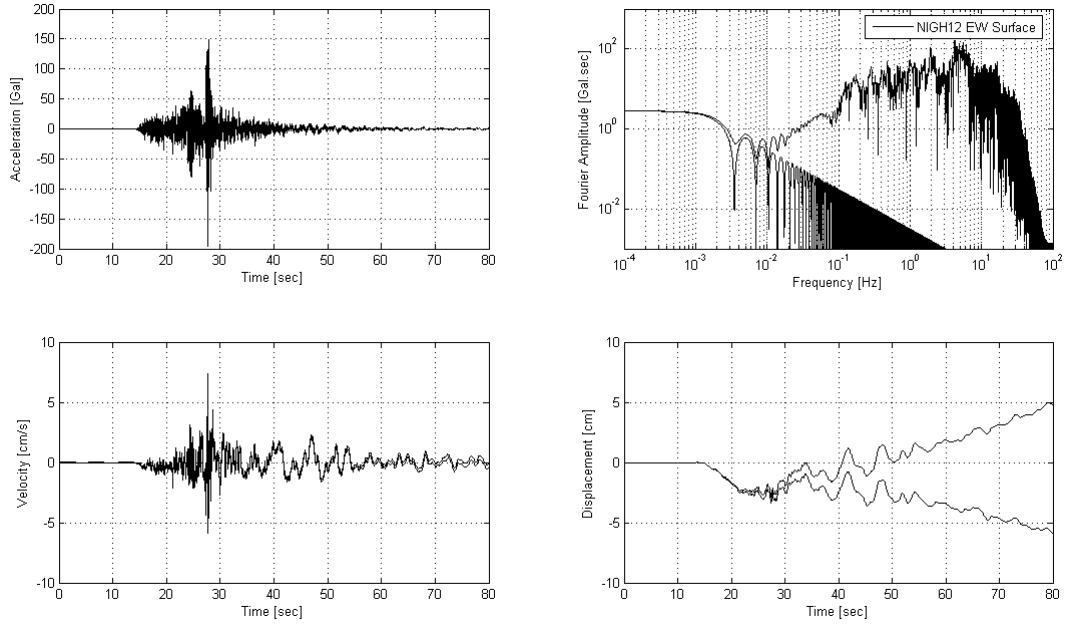 200
150
100
50
0
-50
-100
-150
-200
Acceleration [Gal]
0 10 20 30 40 50 60 70 80
Time [sec]
NIGH12 EW Surface
10^2
10^0
10^-2
Fourier Amplitude [Gal.sec]
10^-4 10^-3 10^-2 10^-1 10^0 10^1 10^2
Frequency [Hz]
10
5
0
-5
-10
Velocity [cm/s]
0 10 20 30 40 50 60 70 80
Time [sec]
10
5
0
-5
-10
Displacement [cm]
0 10 20 30 40 50 60 70 80
Time [sec]